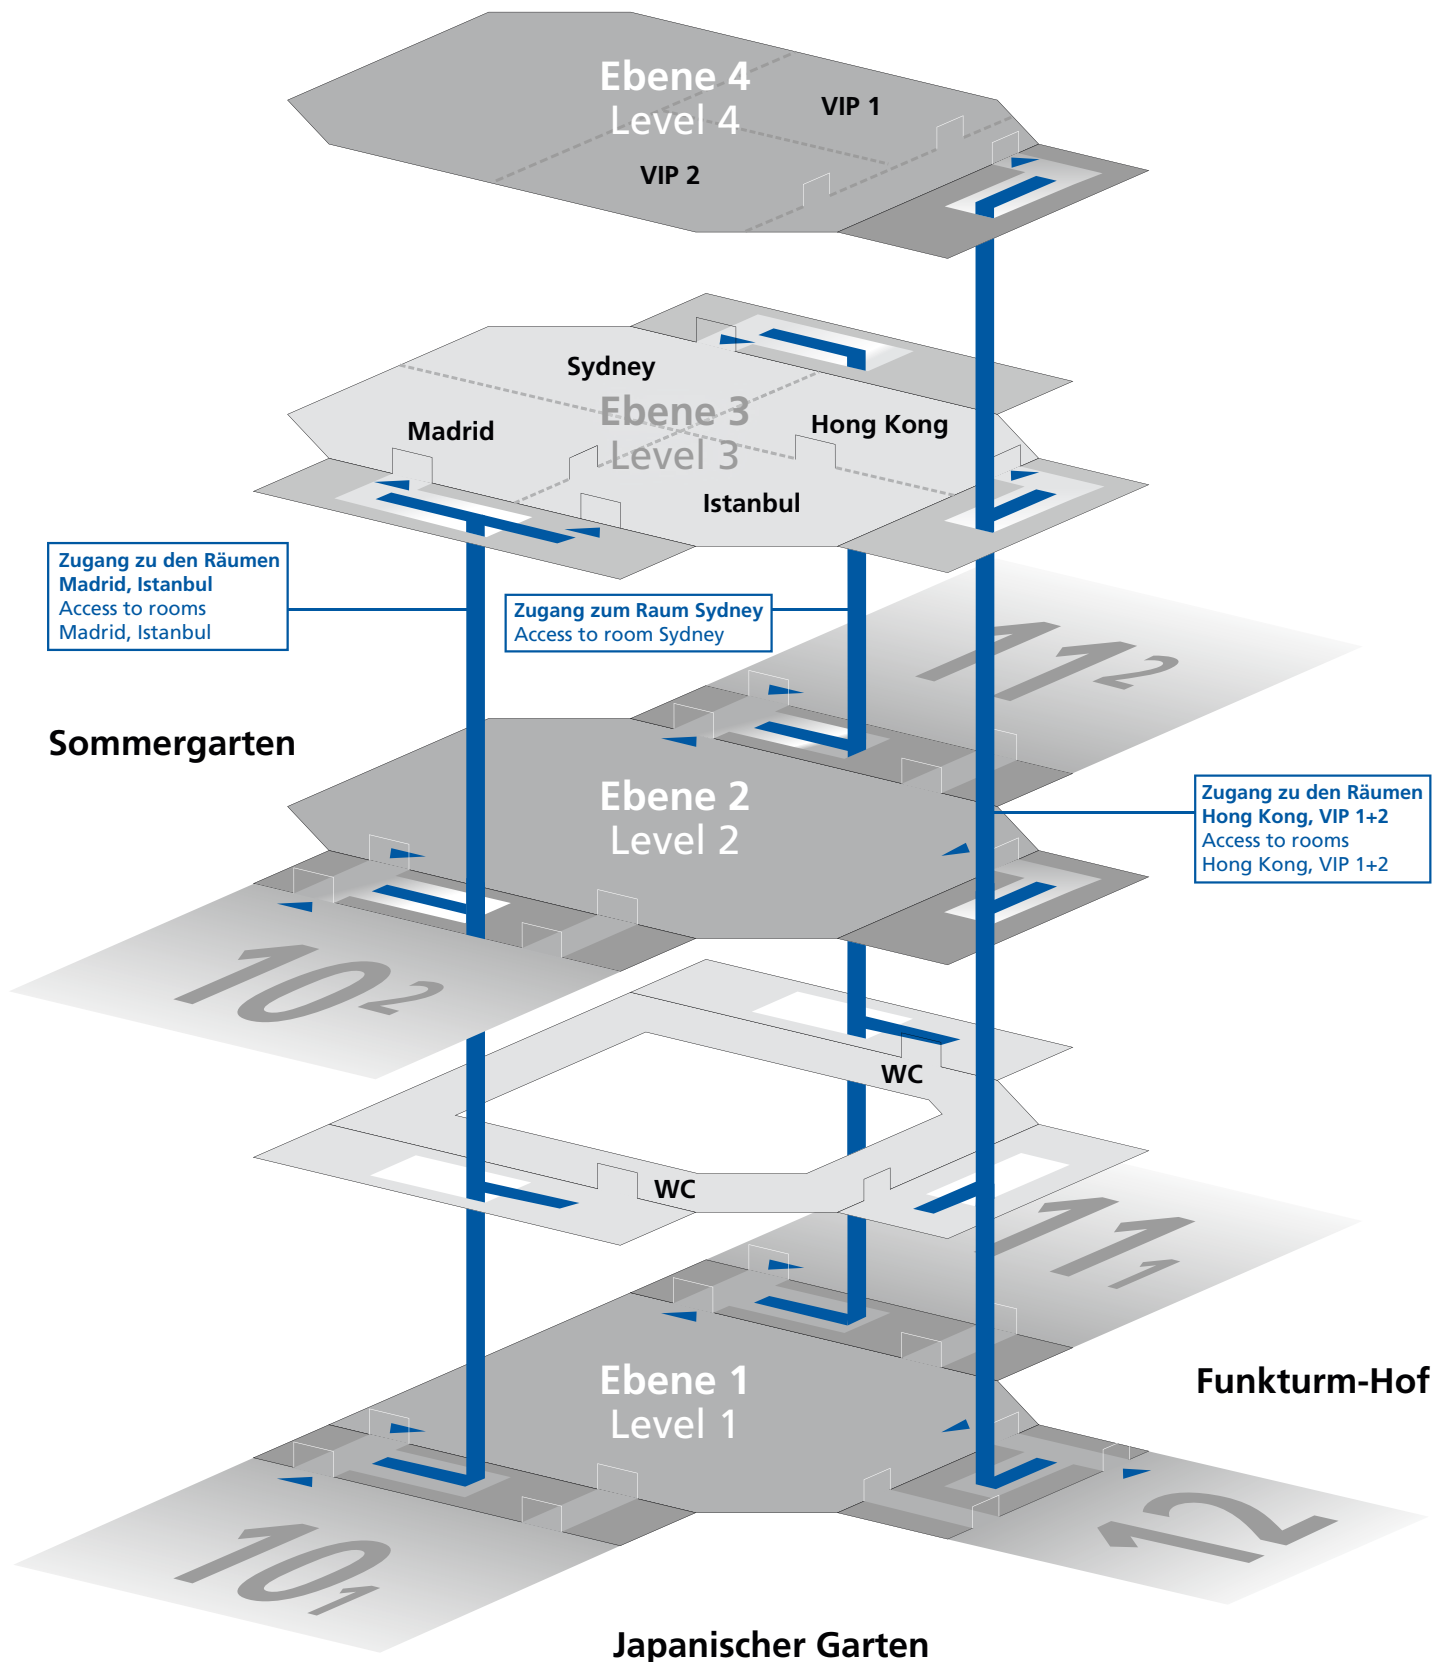 Ebene 4
Level 4
VIP 1
VIP 2
Sydney
Ebene 3
Level 3
Madrid
Hong Kong
Istanbul
Zugang zu den Räumen
Madrid, Istanbul
Access to rooms
Madrid, Istanbul
Zugang zum Raum Sydney
Access to room Sydney
11 2
Sommergarten
Ebene 2
Level 2
Zugang zu den Räumen
Hong Kong, VIP 1+2
Access to rooms
Hong Kong, VIP 1+2
10 2
WC
WC
11 1
Ebene 1
Level 1
Funkturm-Hof
10 1
12
Japanischer Garten